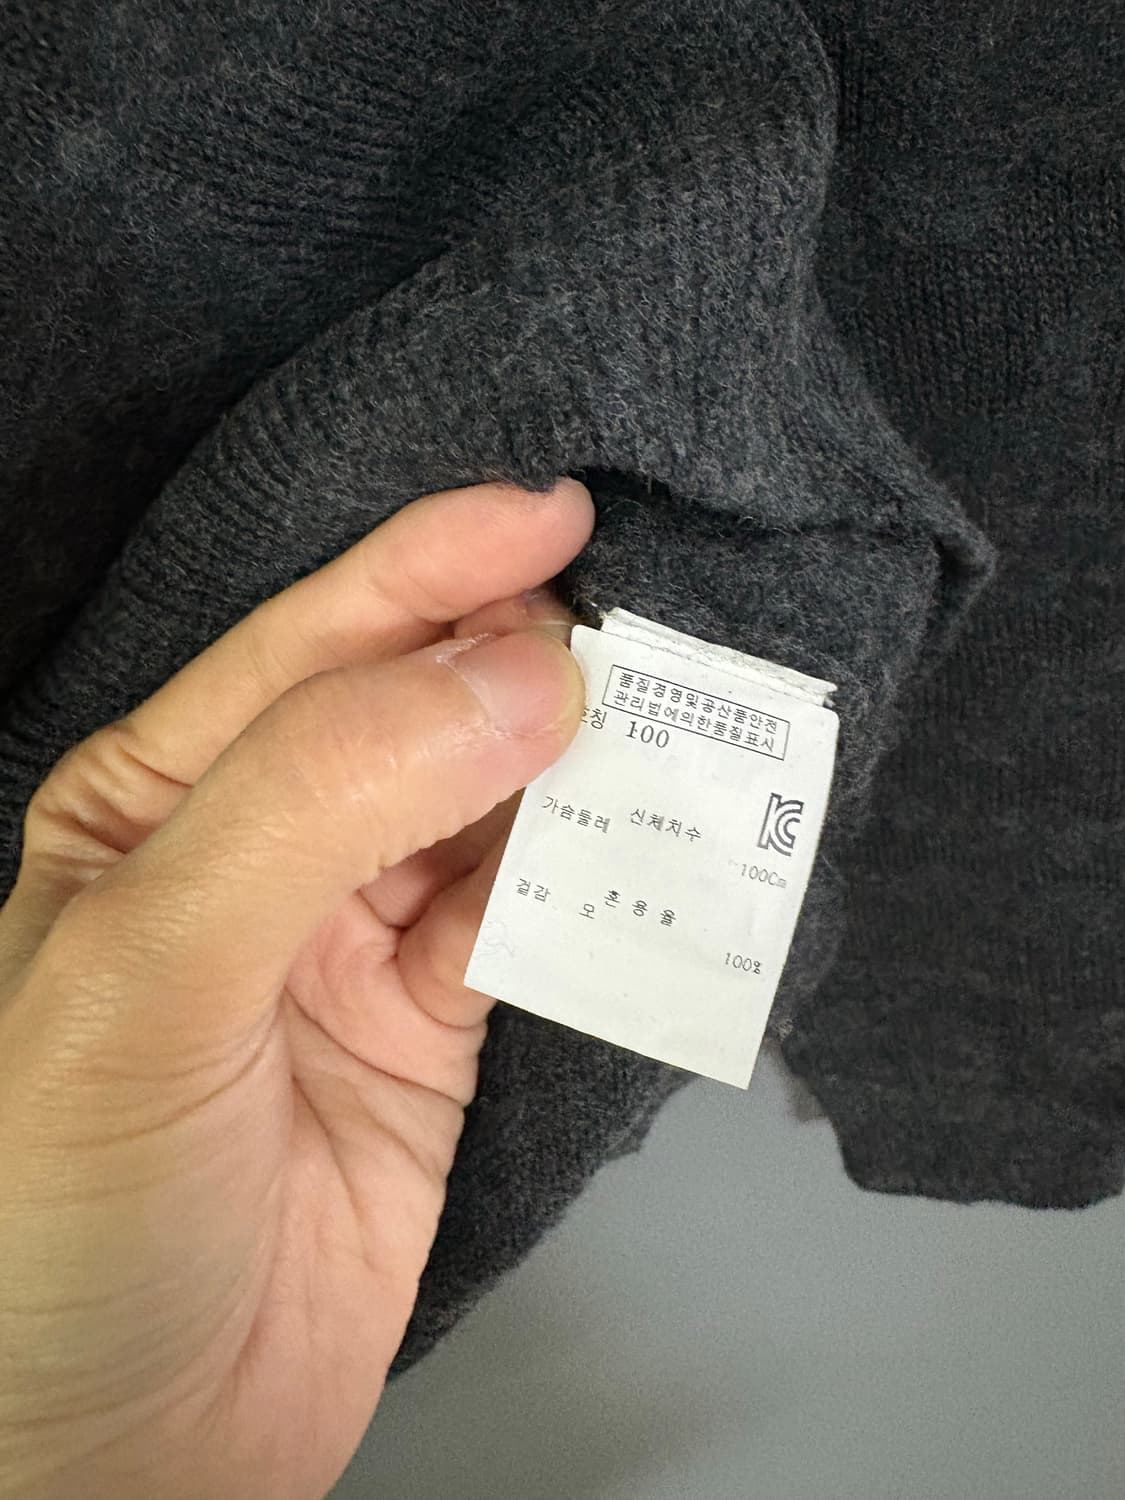 품질경영및공산품안전
관리법에의한품질표시
호칭 100
KC
가슴둘레 신체치수
100Cm
겉감 모 혼용율
100%